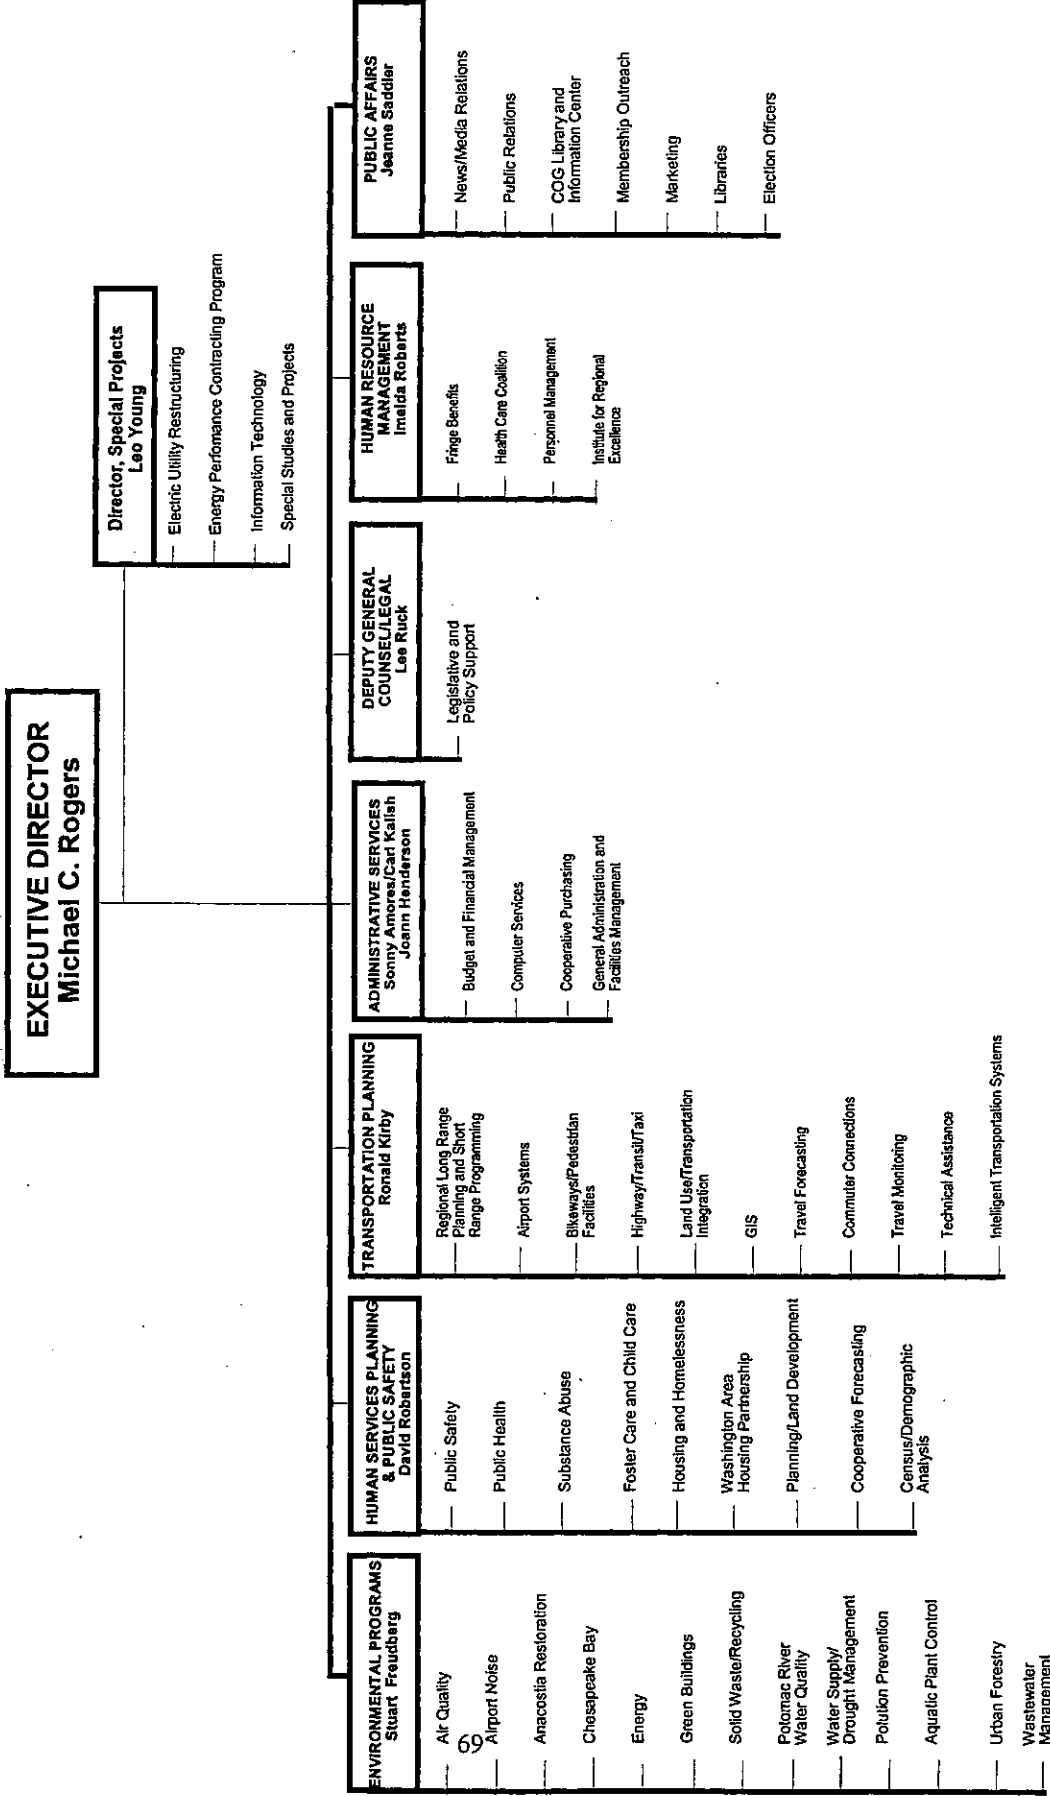 EXECUTIVE DIRECTOR
Michael C. Rogers
Director, Special Projects
Leo Young
Electric Utility Restructuring
Energy Perfomance Contracting Program
Information Technology
Special Studies and Projects
ENVIRONMENTAL PROGRAMS
Stuart Freudberg
Air Quality
Airport Noise
Anacostia Restoration
Chesapeake Bay
Energy
Green Buildings
Solid Waste/Recycling
Potomac River
Water Quality
Water Supply/
Drought Management
Polution Prevention
Aquatic Plant Control
Urban Forestry
Wastewater
Management
HUMAN SERVICES PLANNING
& PUBLIC SAFETY
David Robertson
Public Safety
Public Health
Substance Abuse
Foster Care and Child Care
Housing and Homelessness
Washington Area
Housing Partnership
Planning/Land Development
Cooperative Forecasting
Census/Demographic
Analysis
TRANSPORTATION PLANNING
Ronald Kirby
Regional Long Range
Planning and Short
Range Programming
Airport Systems
Bikeways/Pedestrian
Facilities
Highway/Transit/Taxi
Land Use/Transportation
Integration
GIS
Travel Forecasting
Commuter Connections
Travel Monitoring
Technical Assistance
Intelligent Transportation Systems
ADMINISTRATIVE SERVICES
Sonny Amores/Carl Kalish
Joann Henderson
Budget and Financial Management
Computer Services
Cooperative Purchasing
General Administration and
Facilities Management
DEPUTY GENERAL
COUNSEL/LEGAL
Lee Ruck
Legislative and
Policy Support
HUMAN RESOURCE
MANAGEMENT
Imelda Roberts
Fringe Benefits
Health Care Coalition
Personnel Management
Institute for Regional
Excellence
PUBLIC AFFAIRS
Jeanne Saddler
News/Media Relations
Public Relations
COG Library and
Information Center
Membership Outreach
Marketing
Libraries
Election Officers
69